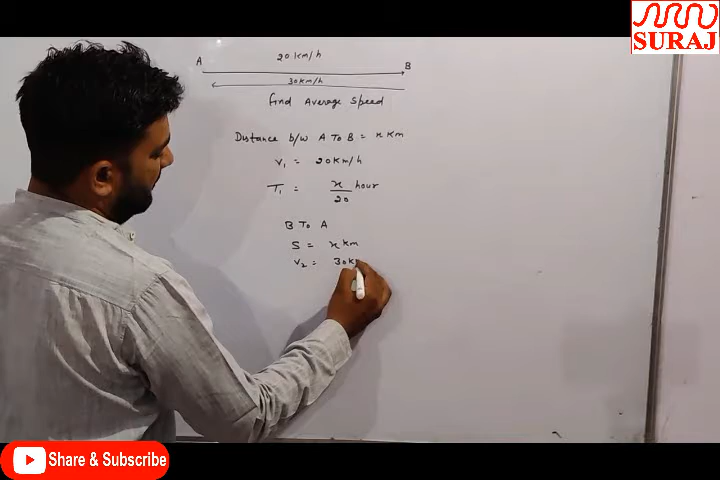 SURAJ
20 km/h
A B
30 km/h
find Average Speed
Distance b/w A To B = x km
V₁ = 20 km/h
T₁ = x/20 hour
B To A
S = x km
V₂ = 30k
Share & Subscribe